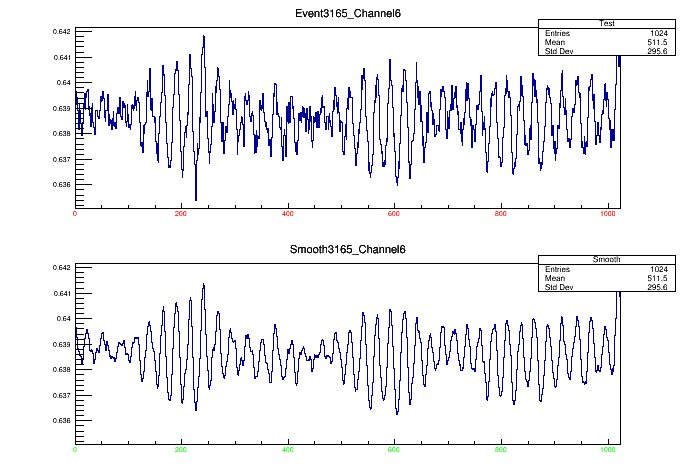 Event3165_Channel6
Test
Entries 1024
Mean 511.5
Std Dev 295.6
0.642
0.641
0.64
0.639
0.638
0.637
0.636
0 200 400 600 800 1000
Smooth3165_Channel6
Smooth
Entries 1024
Mean 511.5
Std Dev 295.6
0.642
0.641
0.64
0.639
0.638
0.637
0.636
0 200 400 600 800 1000